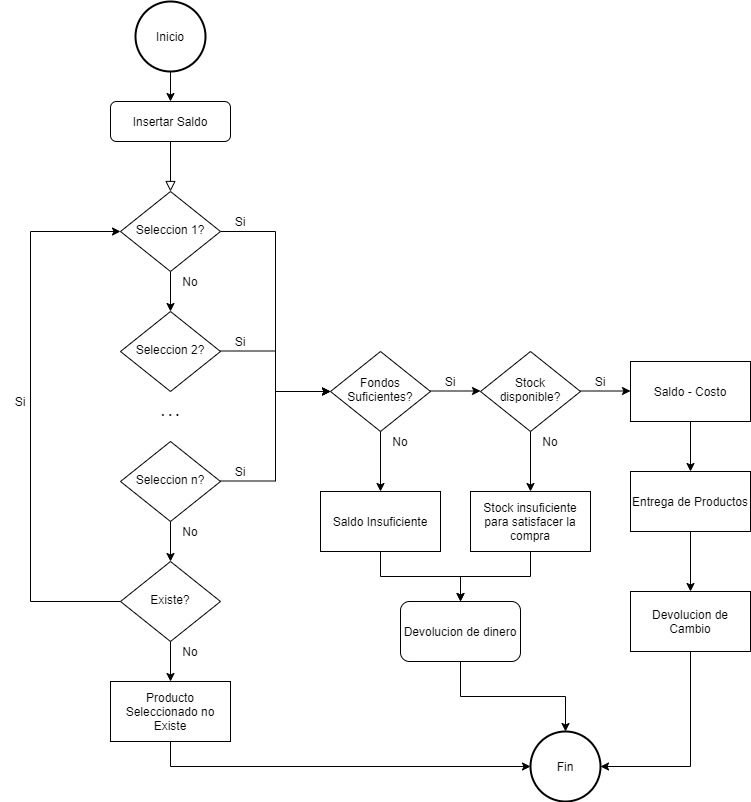 Inicio
Insertar Saldo
Seleccion 1?
Si
No
Seleccion 2?
Si
. . .
Seleccion n?
Si
No
Si
Existe?
No
Producto
Seleccionado no
Existe
Fondos
Suficientes?
Si
No
Saldo Insuficiente
Stock
disponible?
Si
No
Stock insuficiente
para satisfacer la
compra
Devolucion de dinero
Saldo - Costo
Entrega de Productos
Devolucion de
Cambio
Fin